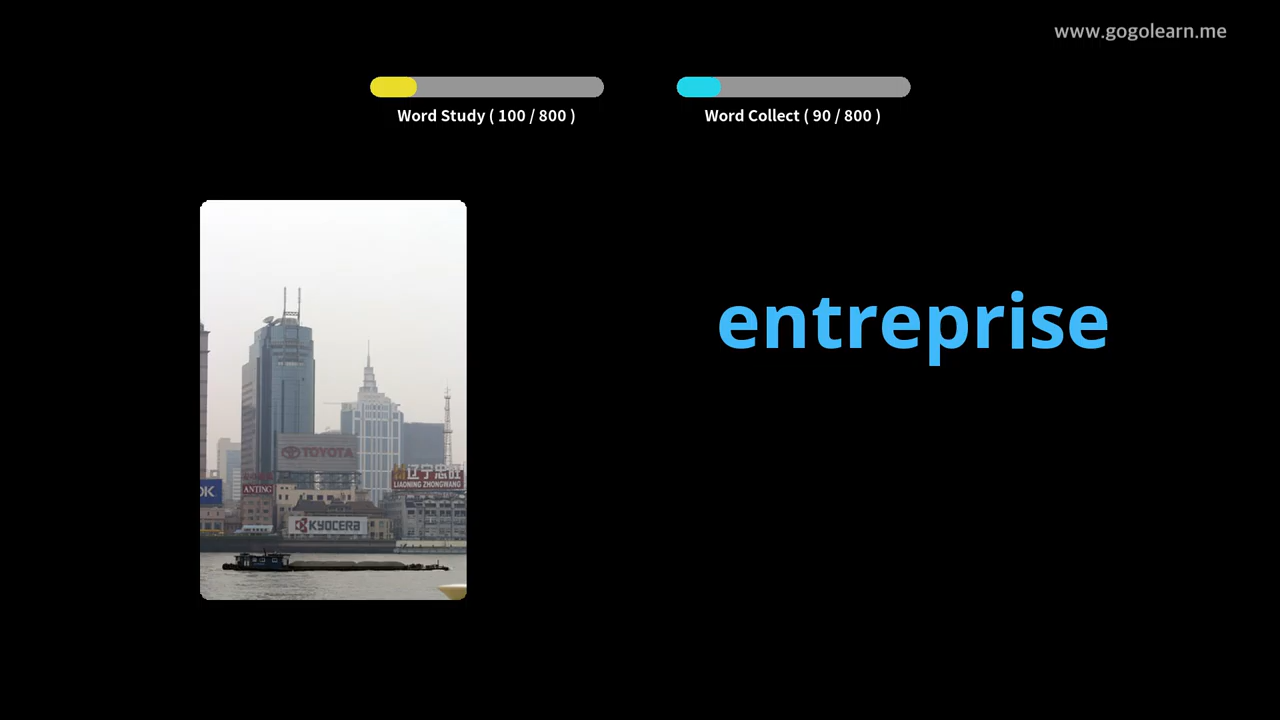 www.gogolearn.me
Word Study ( 100 / 800 )
Word Collect ( 90 / 800 )
entreprise
TOYOTA
辽宁忠旺
LIAONING ZHONGWANG
OK
ANTING
KYOCERA